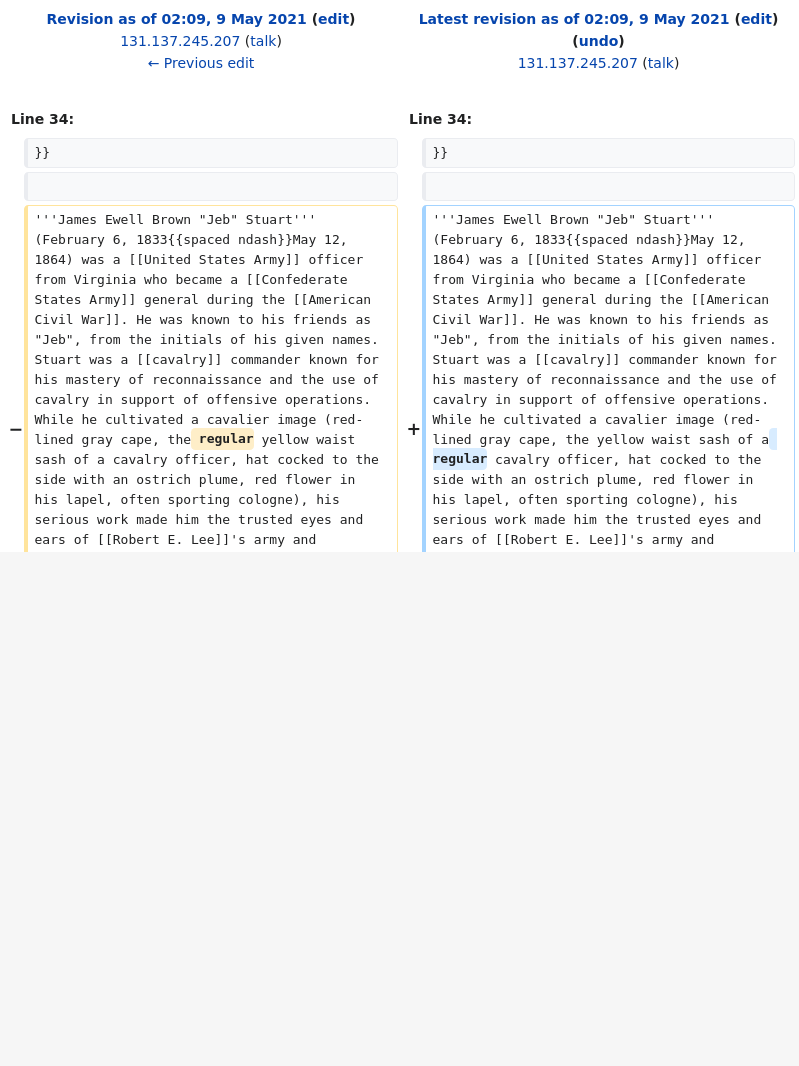 Revision as of 02:09, 9 May 2021 (edit)
131.137.245.207 (talk)
← Previous edit
Latest revision as of 02:09, 9 May 2021 (edit)
(undo)
131.137.245.207 (talk)
Line 34:
Line 34:
}}
}}
−
'''James Ewell Brown "Jeb" Stuart'''
(February 6, 1833{{spaced ndash}}May 12,
1864) was a [[United States Army]] officer
from Virginia who became a [[Confederate
States Army]] general during the [[American
Civil War]]. He was known to his friends as
"Jeb", from the initials of his given names.
Stuart was a [[cavalry]] commander known for
his mastery of reconnaissance and the use of
cavalry in support of offensive operations.
While he cultivated a cavalier image (red-
lined gray cape, the regular yellow waist
sash of a cavalry officer, hat cocked to the
side with an ostrich plume, red flower in
his lapel, often sporting cologne), his
serious work made him the trusted eyes and
ears of [[Robert E. Lee]]'s army and
+
'''James Ewell Brown "Jeb" Stuart'''
(February 6, 1833{{spaced ndash}}May 12,
1864) was a [[United States Army]] officer
from Virginia who became a [[Confederate
States Army]] general during the [[American
Civil War]]. He was known to his friends as
"Jeb", from the initials of his given names.
Stuart was a [[cavalry]] commander known for
his mastery of reconnaissance and the use of
cavalry in support of offensive operations.
While he cultivated a cavalier image (red-
lined gray cape, the yellow waist sash of a
regular cavalry officer, hat cocked to the
side with an ostrich plume, red flower in
his lapel, often sporting cologne), his
serious work made him the trusted eyes and
ears of [[Robert E. Lee]]'s army and